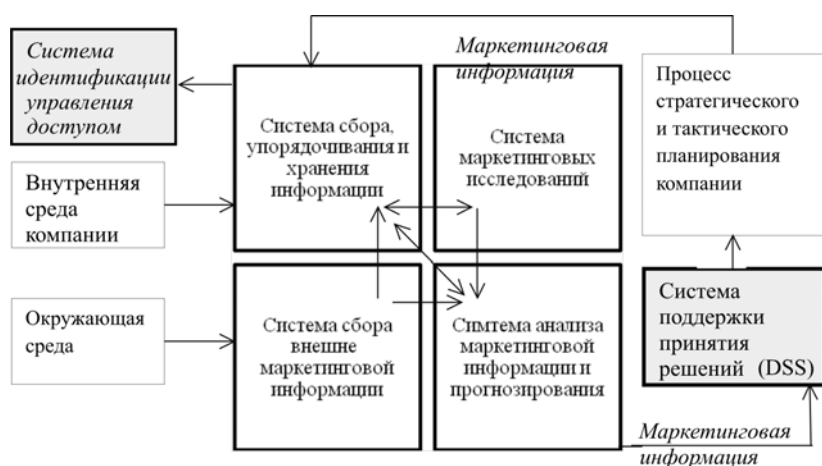 Система
идентификации
управления
доступом
Маркетинговая
информация
Процесс
стратегического
и тактического
планирования
компании
Система сбора,
упорядочивания и
хранения
информации
Система
маркетинговых
исследований
Внутренняя
среда
компании
Окружающая
среда
Система сбора
внешне
маркетинговой
информации
Симтема анализа
маркетинговой
информации и
прогнозирования
Система
поддержки
принятия
решений (DSS)
Маркетинговая
информация